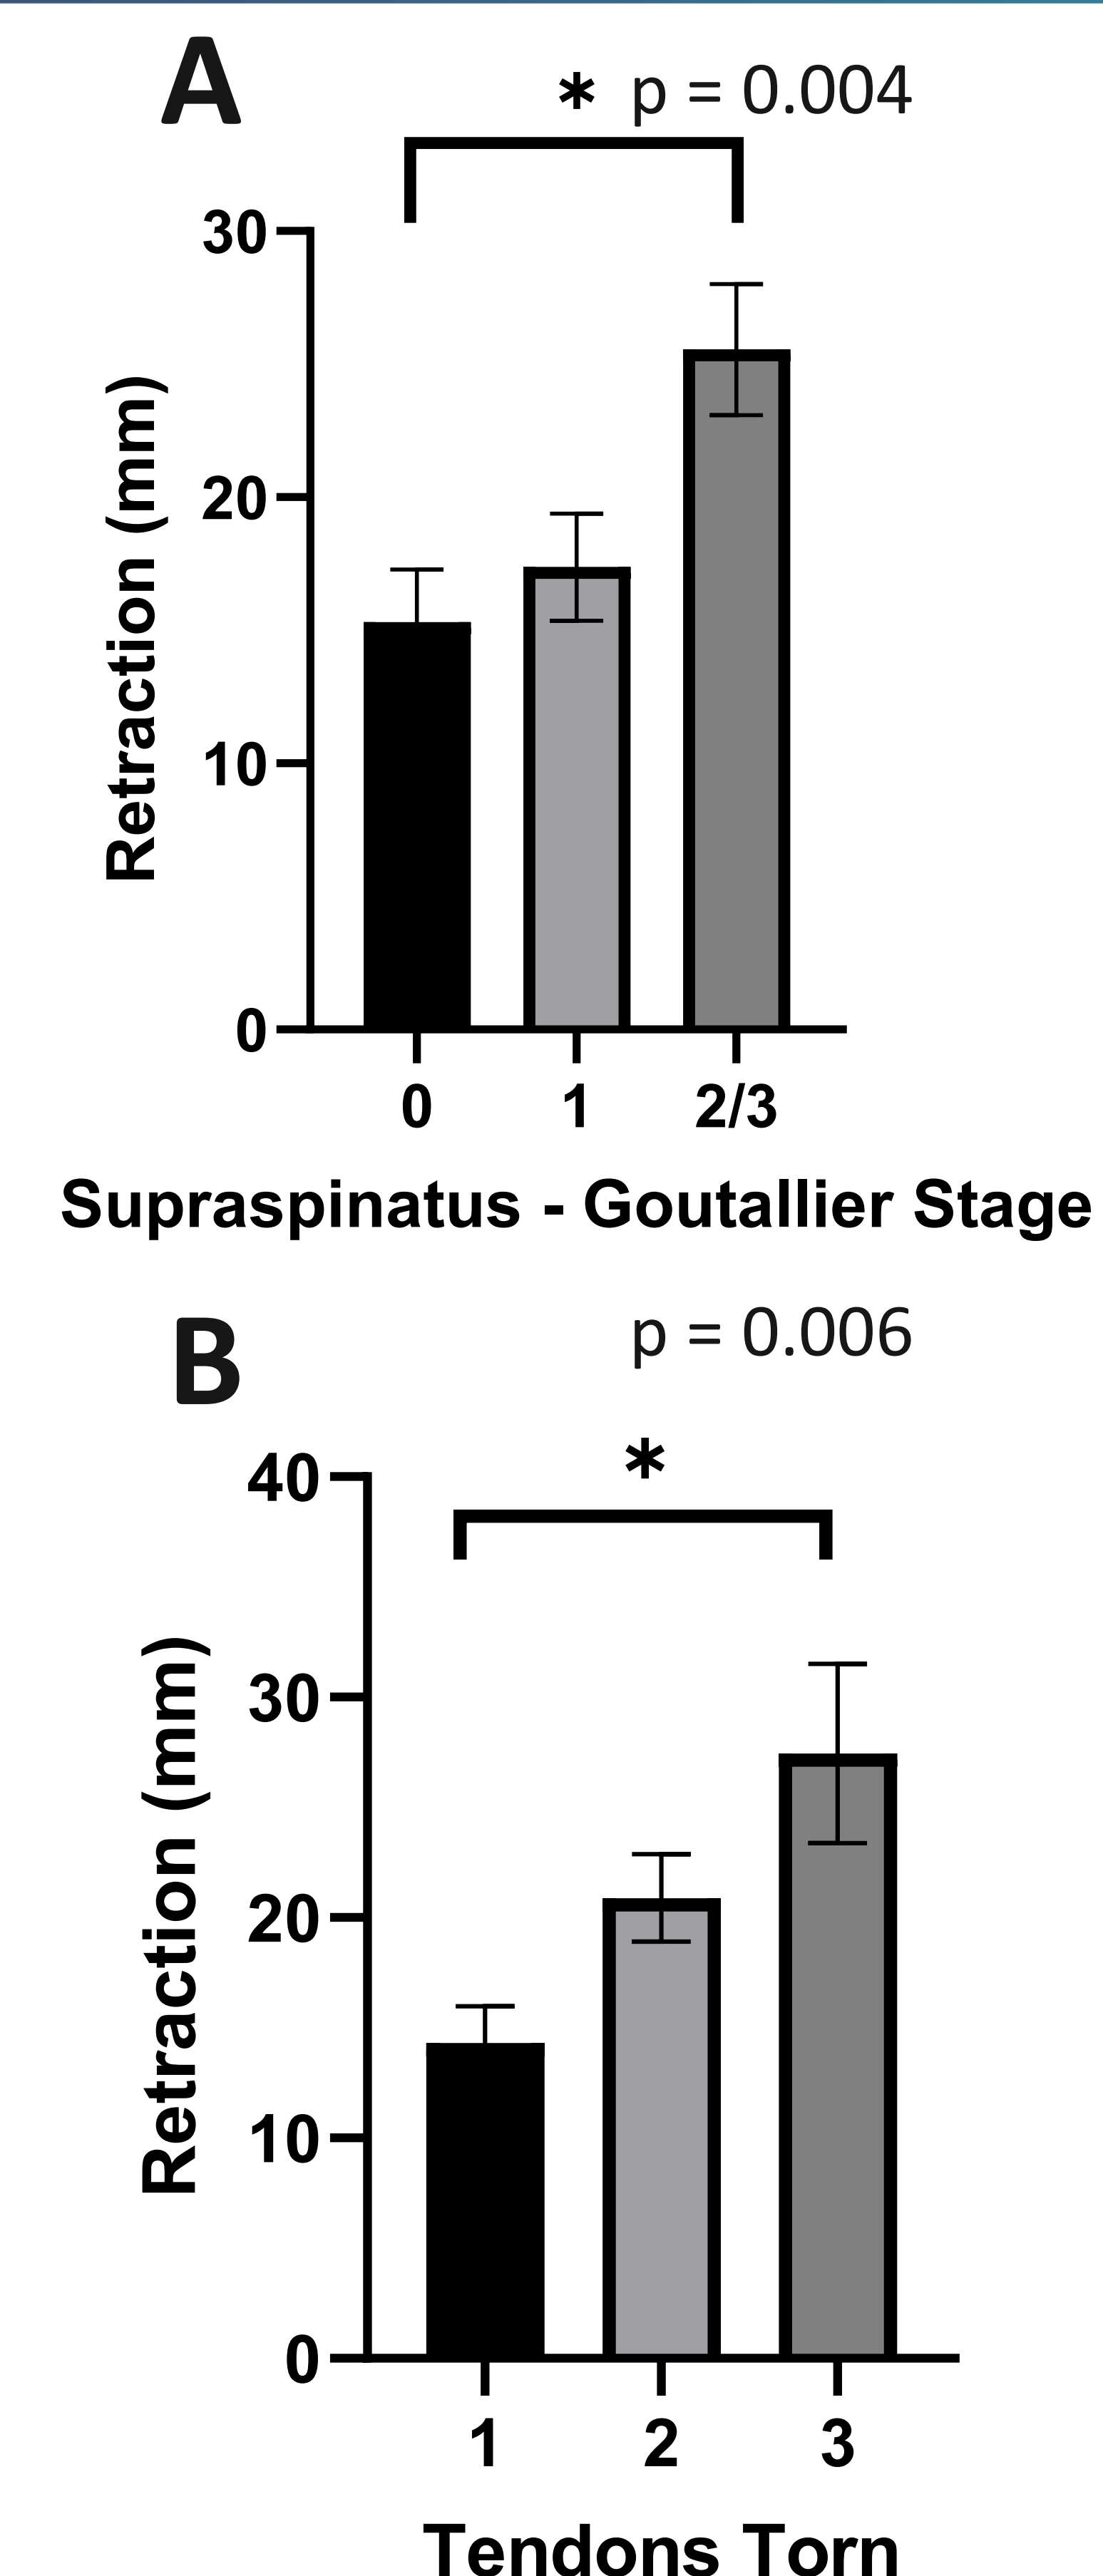 A
* p = 0.004
30
20
10
0
Retraction (mm)
0 1 2/3
Supraspinatus - Goutallier Stage
B
p = 0.006
*
40
30
20
10
0
Retraction (mm)
1 2 3
Tendons Torn